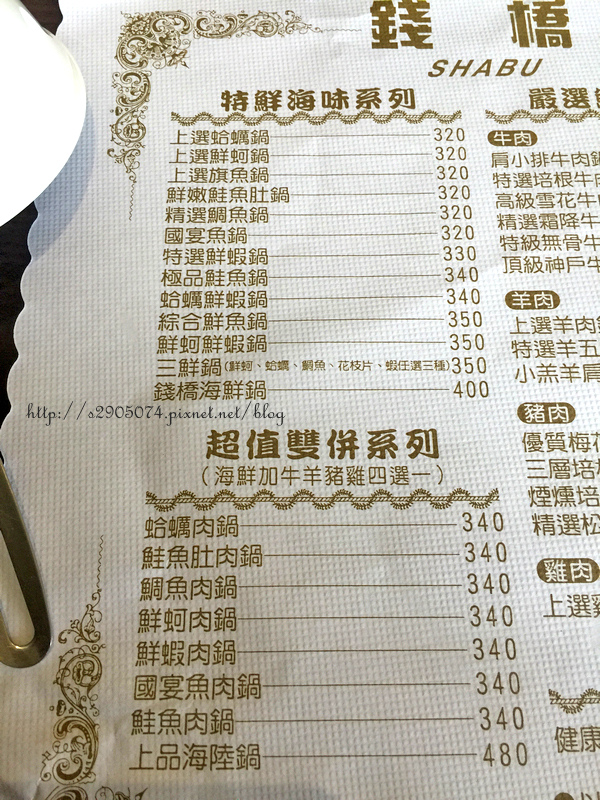 錢 橋
SHABU
特鮮海味系列
上選蛤蠣鍋 320
上選鮮蚵鍋 320
上選旗魚鍋 320
鮮嫩鮭魚肚鍋 320
精選鯛魚鍋 320
國宴魚鍋 320
特選鮮蝦鍋 330
極品鮭魚鍋 340
蛤蠣鮮蝦鍋 340
綜合鮮魚鍋 350
鮮蚵鮮蝦鍋 350
三鮮鍋(鮮蚵、蛤蠣、鯛魚、花枝片、蝦任選三種) 350
錢橋海鮮鍋 400
http://s2905074.pixnet.net/blog
超值雙併系列
(海鮮加牛羊豬雞四選一)
蛤蠣肉鍋 340
鮭魚肚肉鍋 340
鯛魚肉鍋 340
鮮蚵肉鍋 340
鮮蝦肉鍋 340
國宴魚肉鍋 340
鮭魚肉鍋 340
上品海陸鍋 480
嚴選
牛肉
肩小排牛肉鍋
特選培根牛
高級雪花牛
精選霜降牛
特級無骨牛
頂級神戶牛
羊肉
上選羊肉
特選羊五
小羔羊肩
豬肉
優質梅花
三層培
煙燻培
精選松
雞肉
上選雞
健康